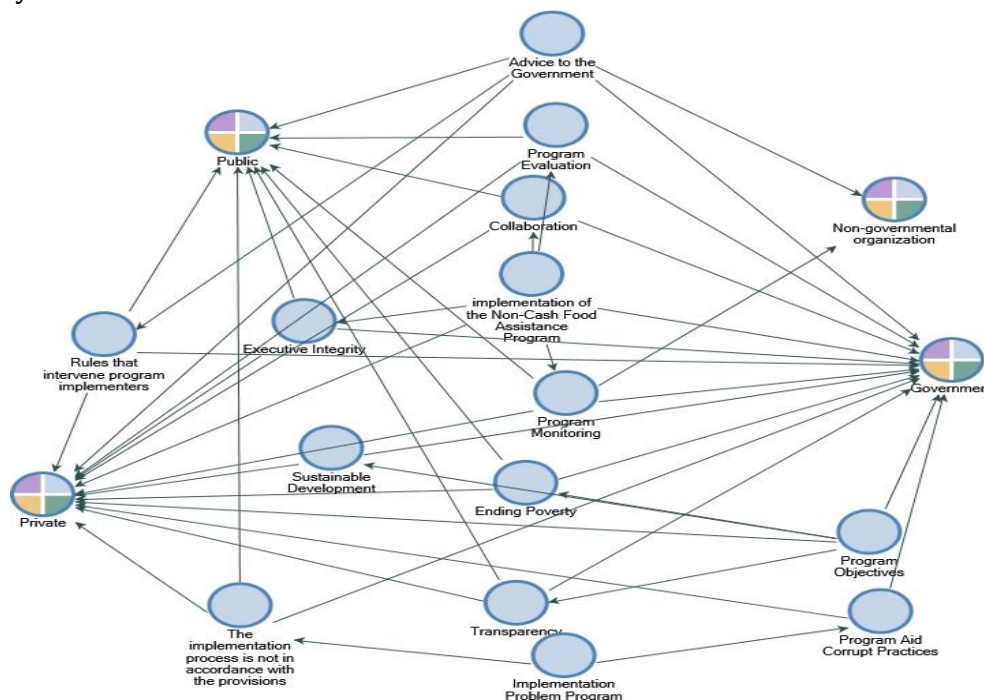 Advice to the
Government
Public
Program
Evaluation
Collaboration
Non-governmental
organization
implementation of
the Non-Cash Food
Assistance
Program
Executive Integrity
Rules that
intervene program
implementers
Government
Program
Monitoring
Sustainable
Development
Ending Poverty
Private
Program
Objectives
The
implementation
process is not in
accordance with
the provisions
Transparency
Program Aid
Corrupt Practices
Implementation
Problem Program